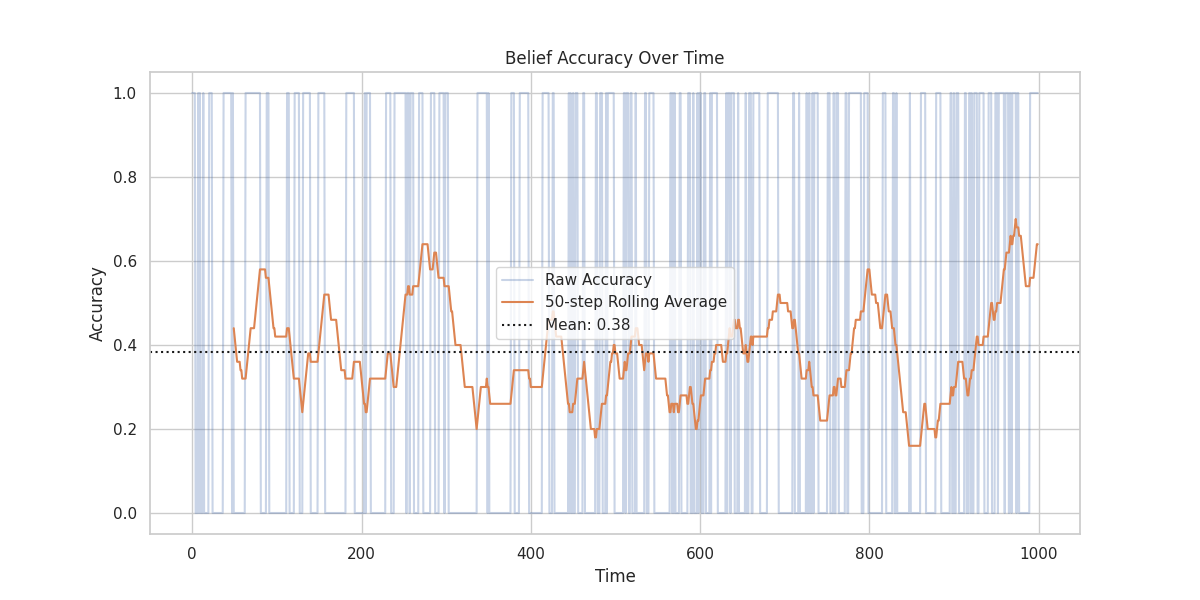 Belief Accuracy Over Time
Accuracy
1.0
0.8
0.6
0.4
0.2
0.0
Raw Accuracy
50-step Rolling Average
Mean: 0.38
0
200
400
600
800
1000
Time